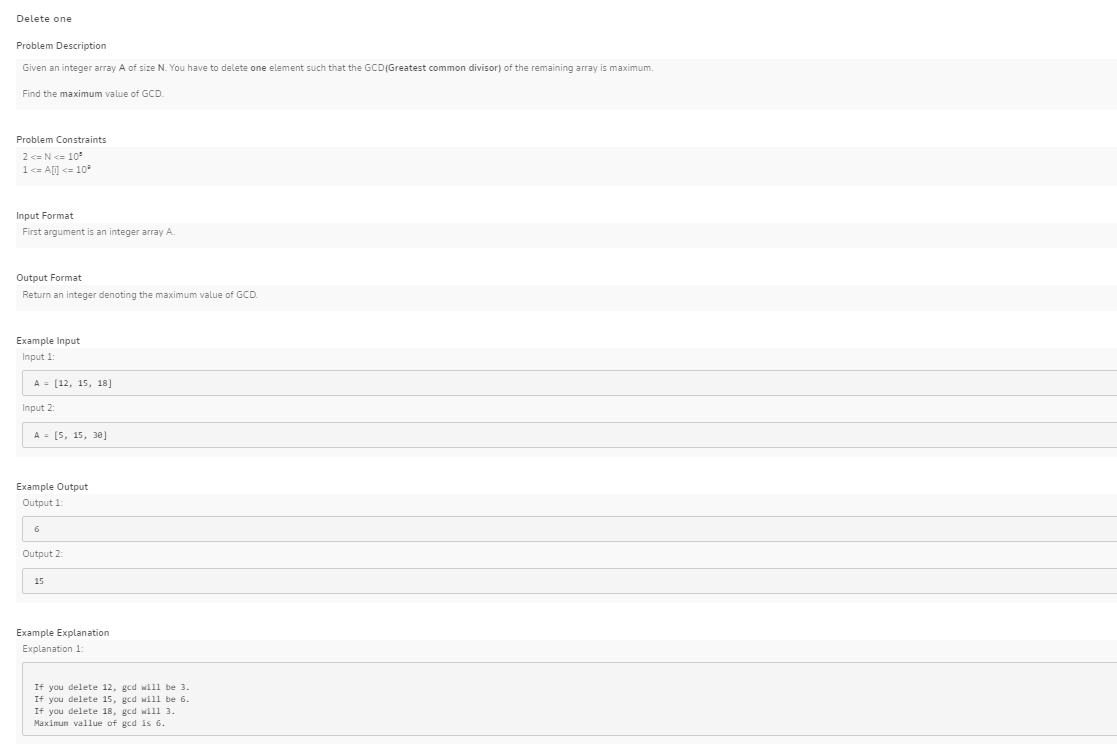 Delete one
Problem Description
Given an integer array A of size N. You have to delete one element such that the GCD(Greatest common divisor) of the remaining array is maximum.
Find the maximum value of GCD.
Problem Constraints
2 <= N <= 10⁵
1 <= A[i] <= 10⁹
Input Format
First argument is an integer array A.
Output Format
Return an integer denoting the maximum value of GCD.
Example Input
Input 1:
A = [12, 15, 18]
Input 2:
A = [5, 15, 30]
Example Output
Output 1:
6
Output 2:
15
Example Explanation
Explanation 1:
If you delete 12, gcd will be 3.
If you delete 15, gcd will be 6.
If you delete 18, gcd will 3.
Maximum vallue of gcd is 6.